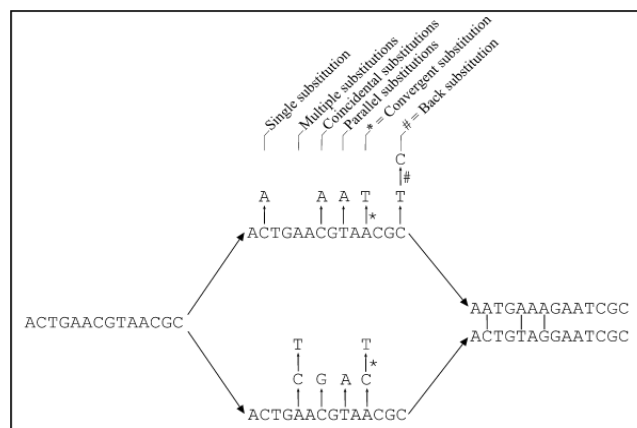 Single substitution
Multiple substitutions
Coincidental substitutions
Parallel substitutions
* = Convergent substitution
# = Back substitution
C
#
A A A T T
*
ACTGAACGTAACGC
ACTGAACGTAACGC
AATGAAAGAATCGC
ACTGTAGGAATCGC
T T
*
C G A C
ACTGAACGTAACGC